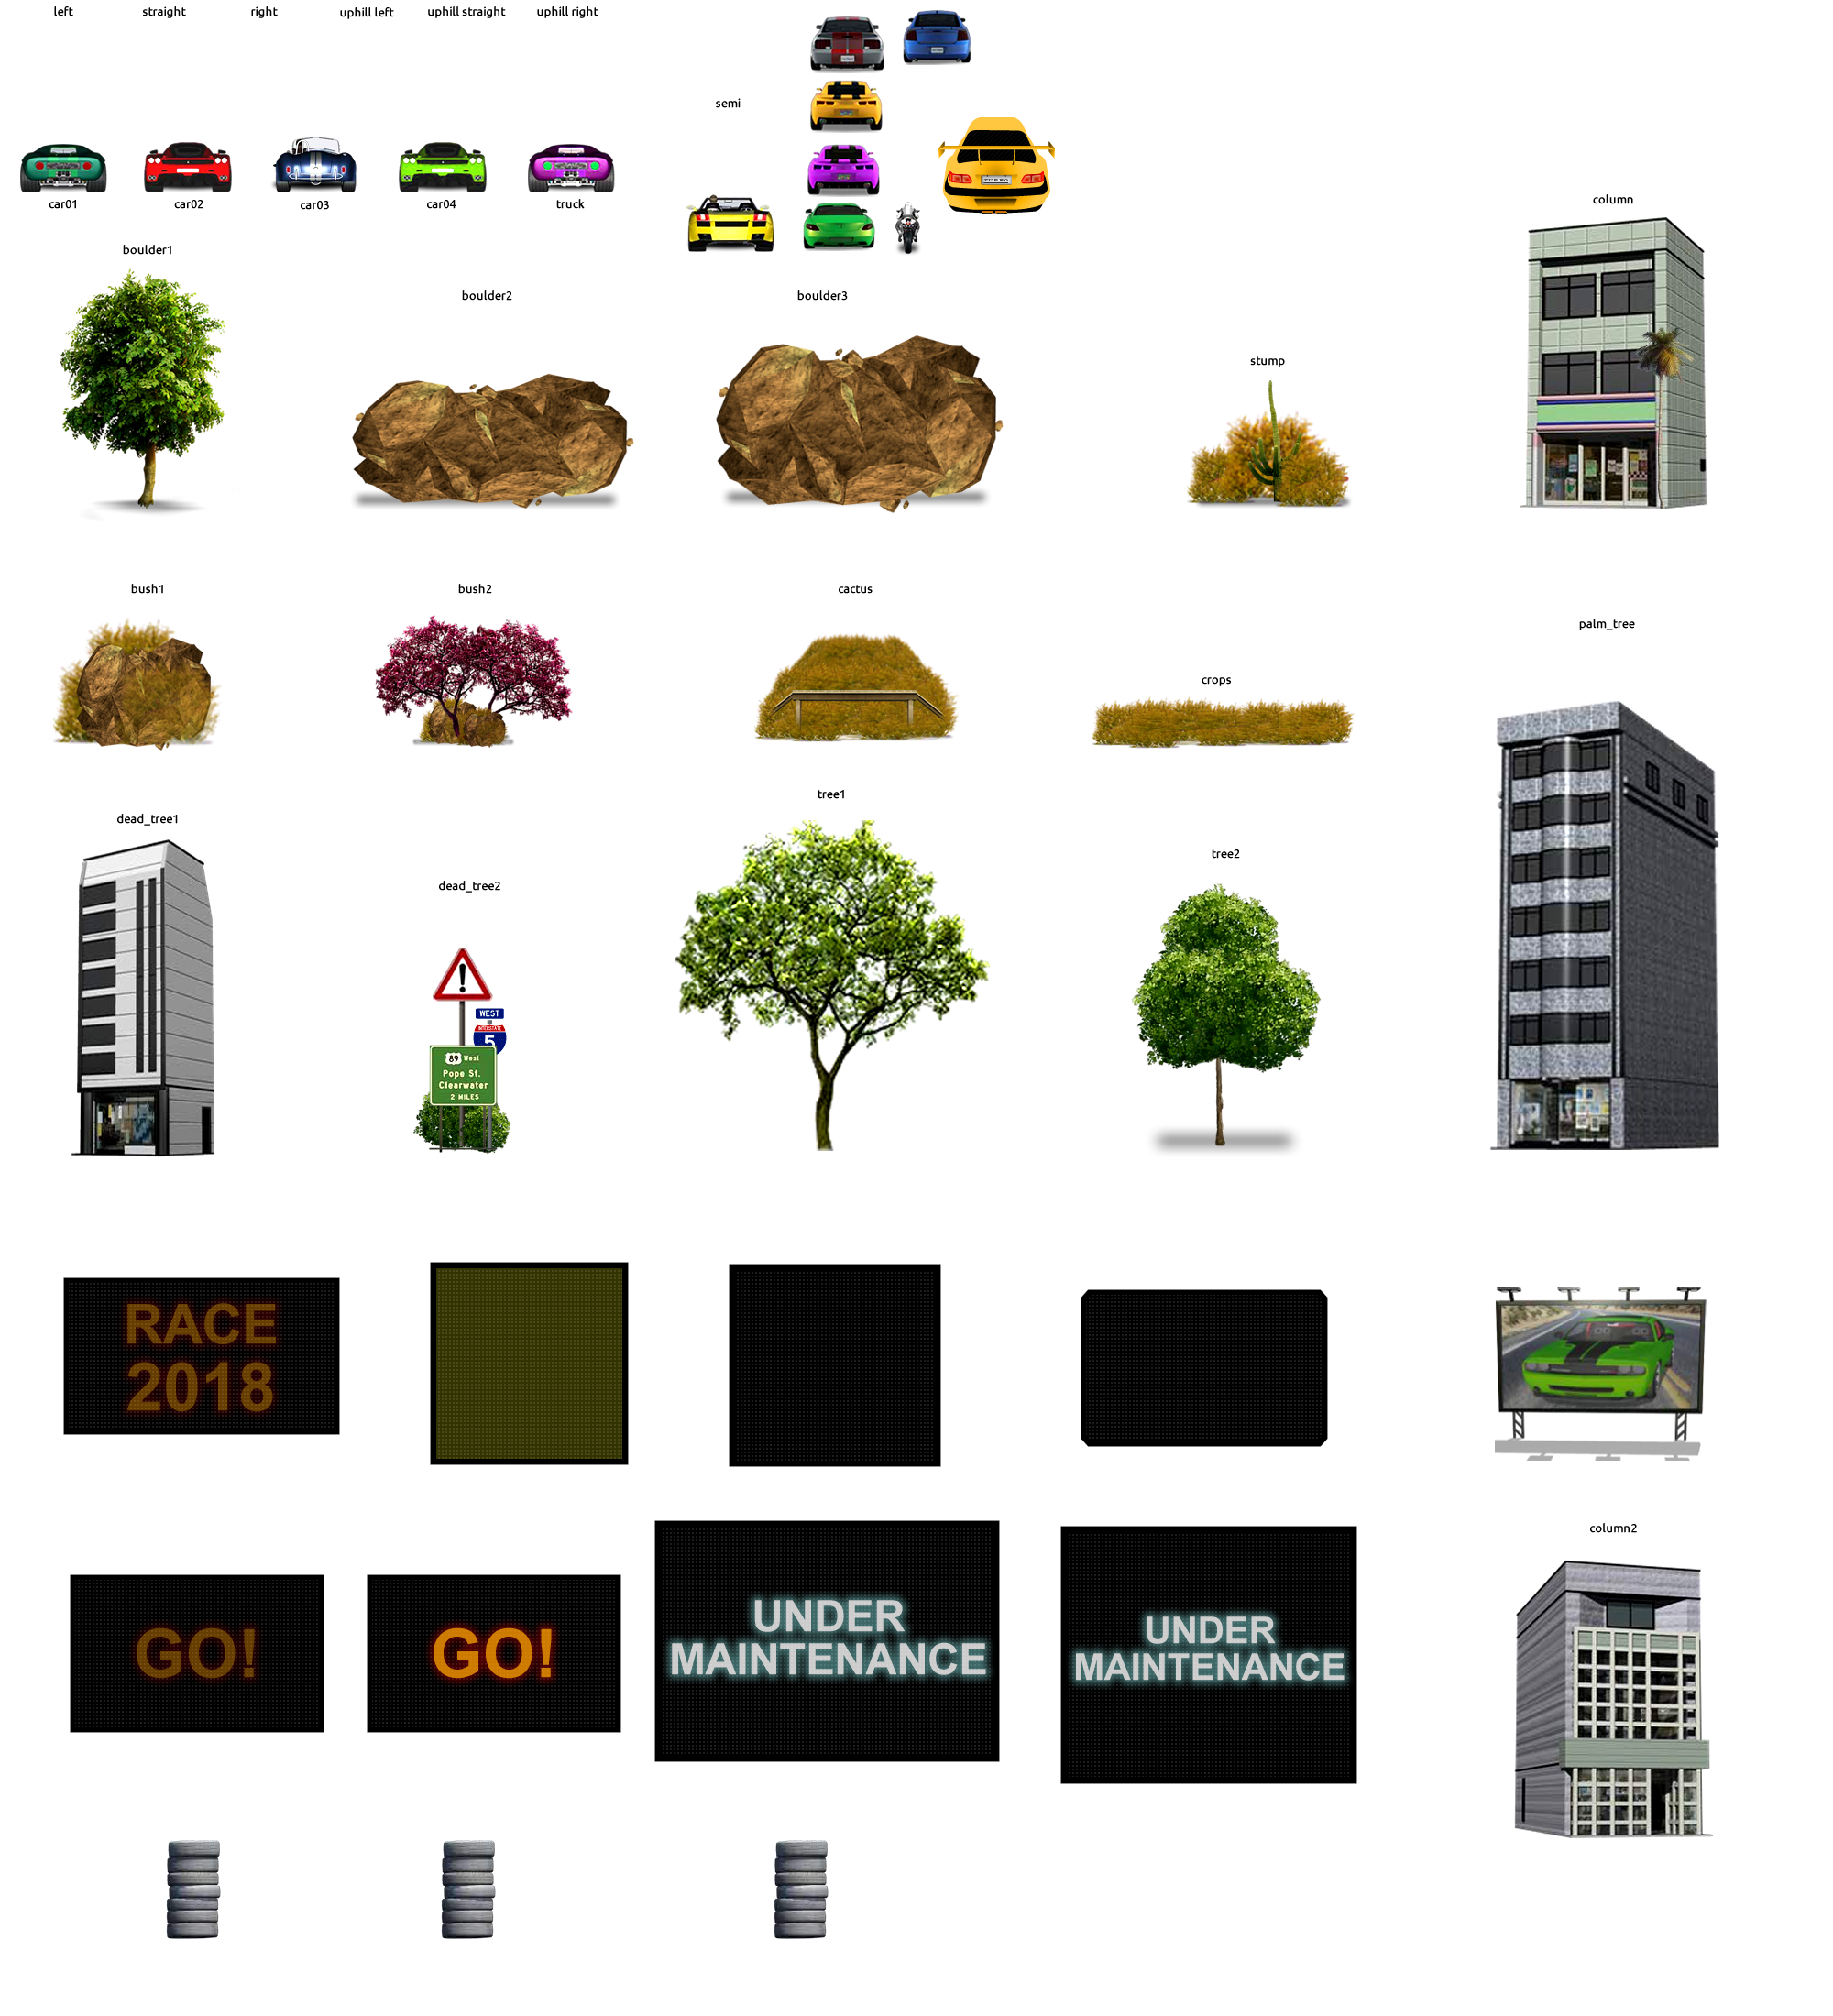 left
straight
right
uphill left
uphill straight
uphill right
semi
car01
car02
car03
car04
truck
column
boulder1
boulder2
boulder3
stump
bush1
bush2
cactus
crops
palm_tree
dead_tree1
dead_tree2
tree1
tree2
WEST
INTERSTATE
5
89 West
Pope St.
Clearwater
2 MILES
RACE
2018
column2
GO!
GO!
UNDER
MAINTENANCE
UNDER
MAINTENANCE